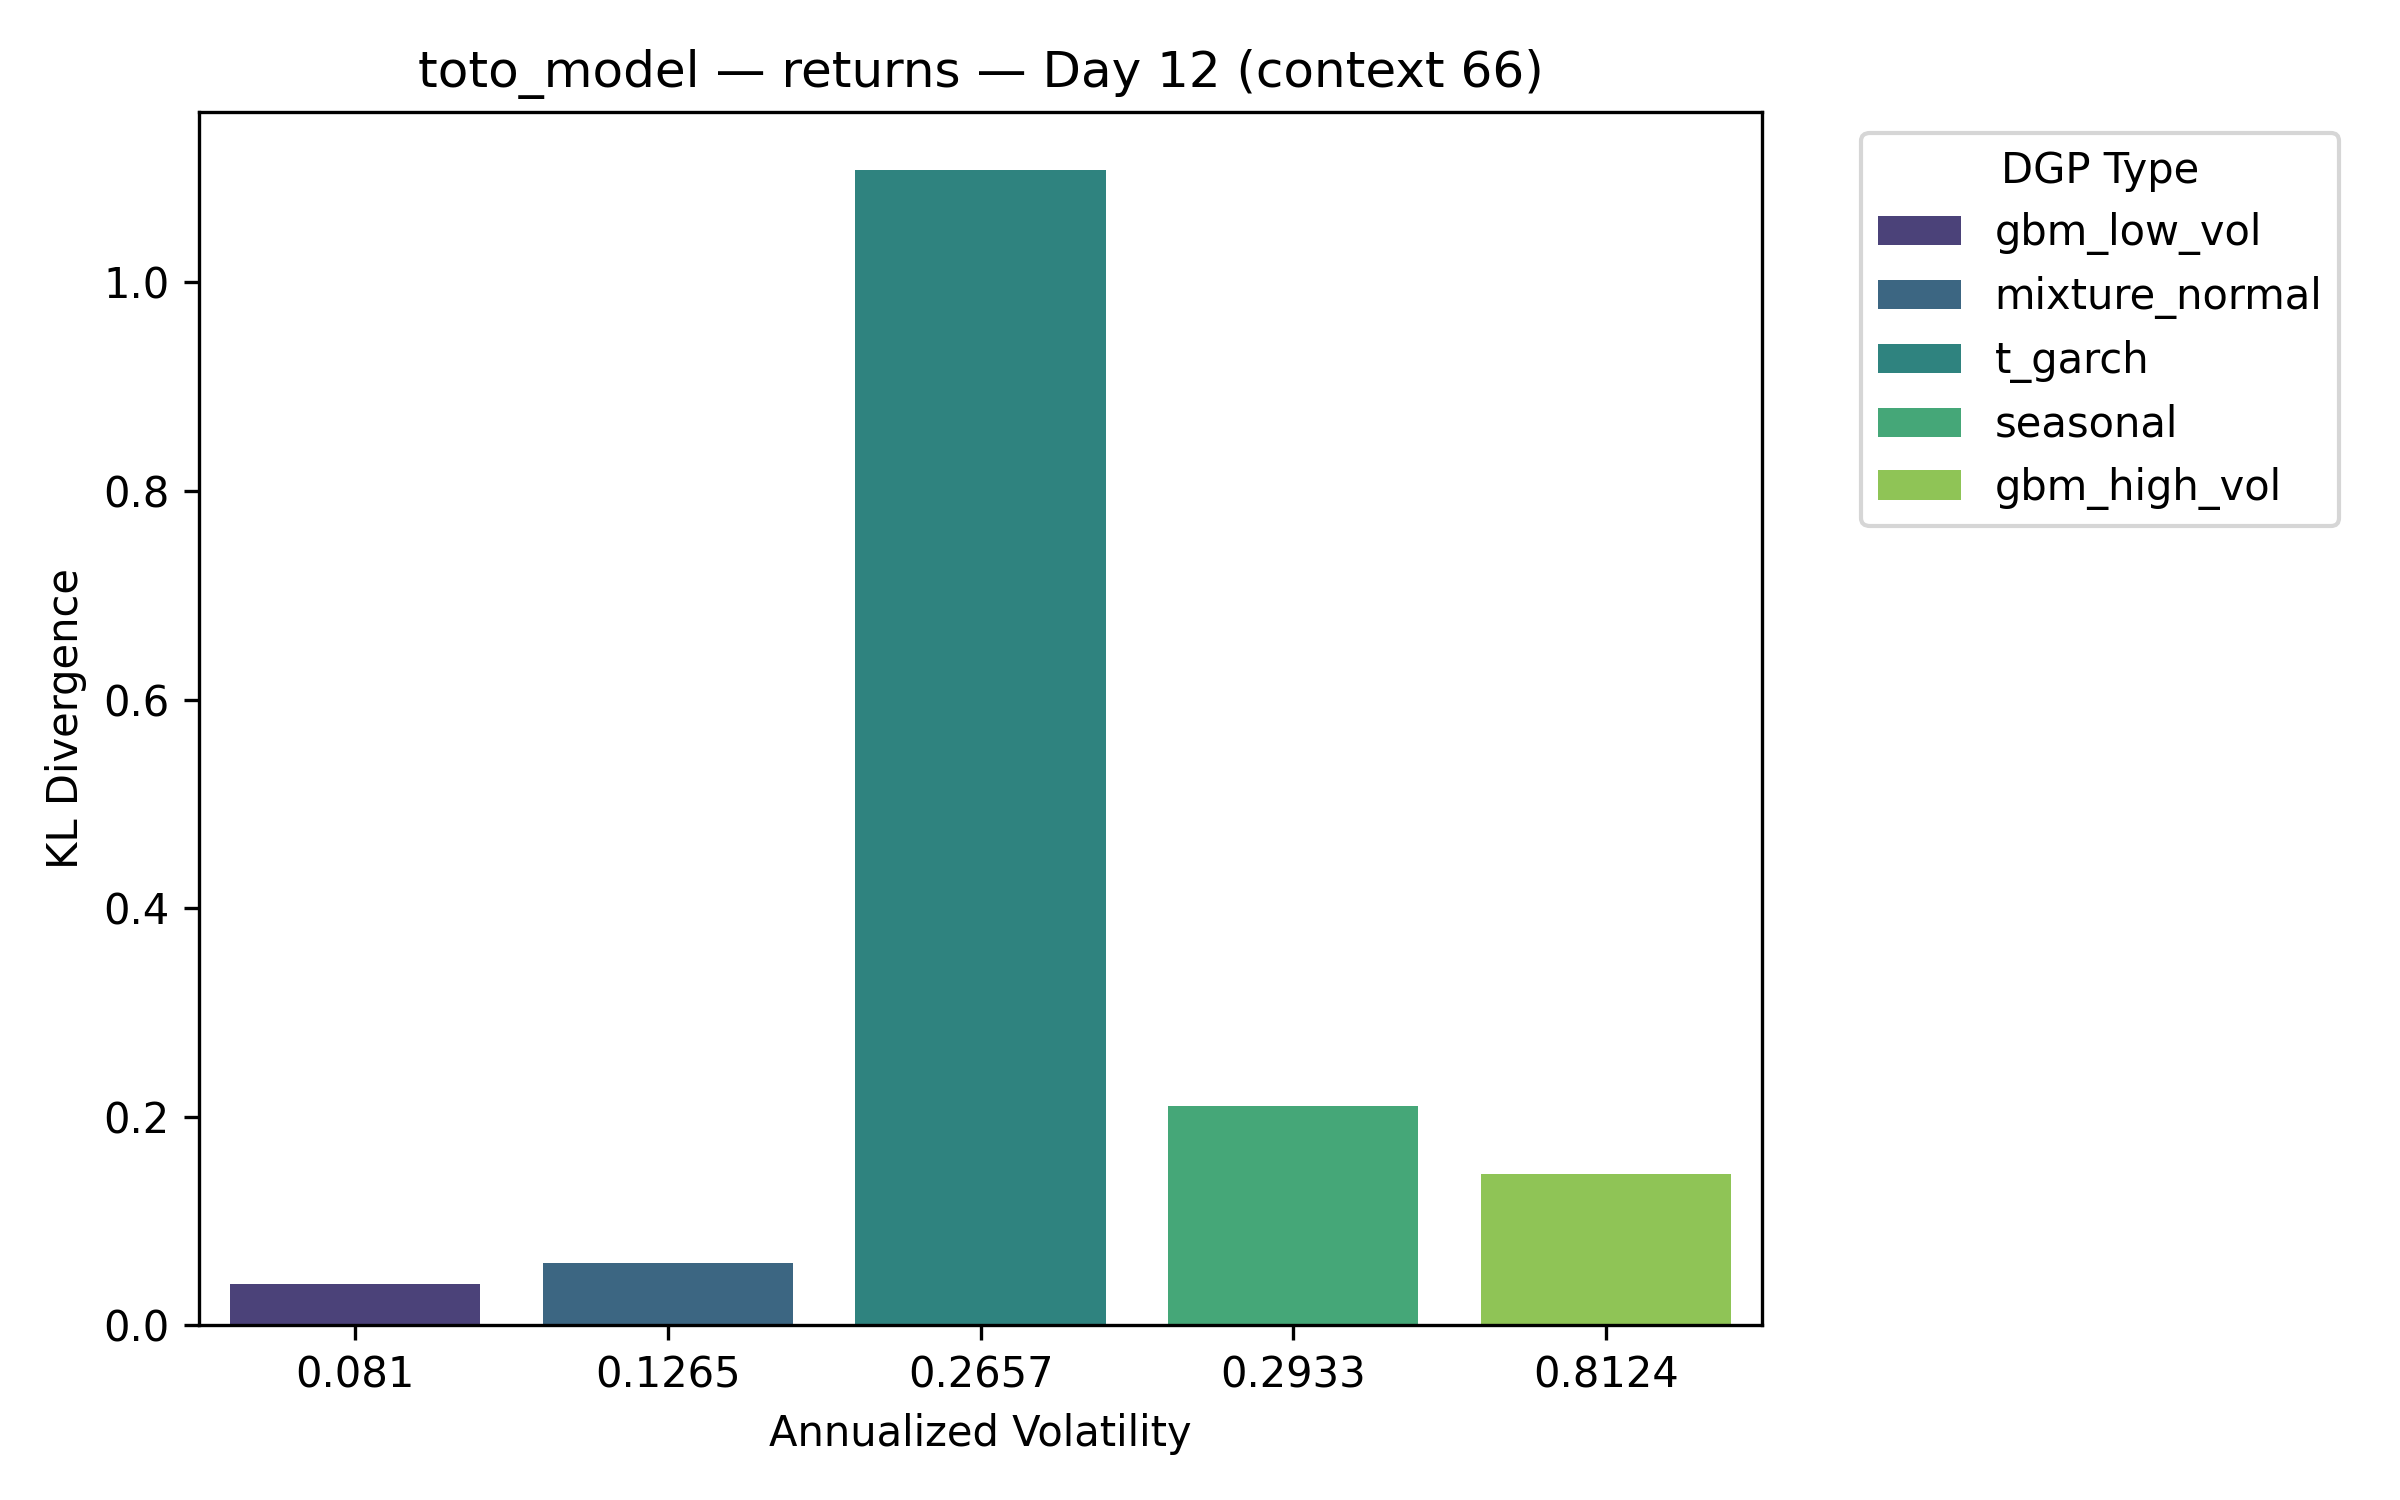 toto_model — returns — Day 12 (context 66)
KL Divergence
1.0
0.8
0.6
0.4
0.2
0.0
0.081 0.1265 0.2657 0.2933 0.8124
Annualized Volatility
DGP Type
gbm_low_vol
mixture_normal
t_garch
seasonal
gbm_high_vol